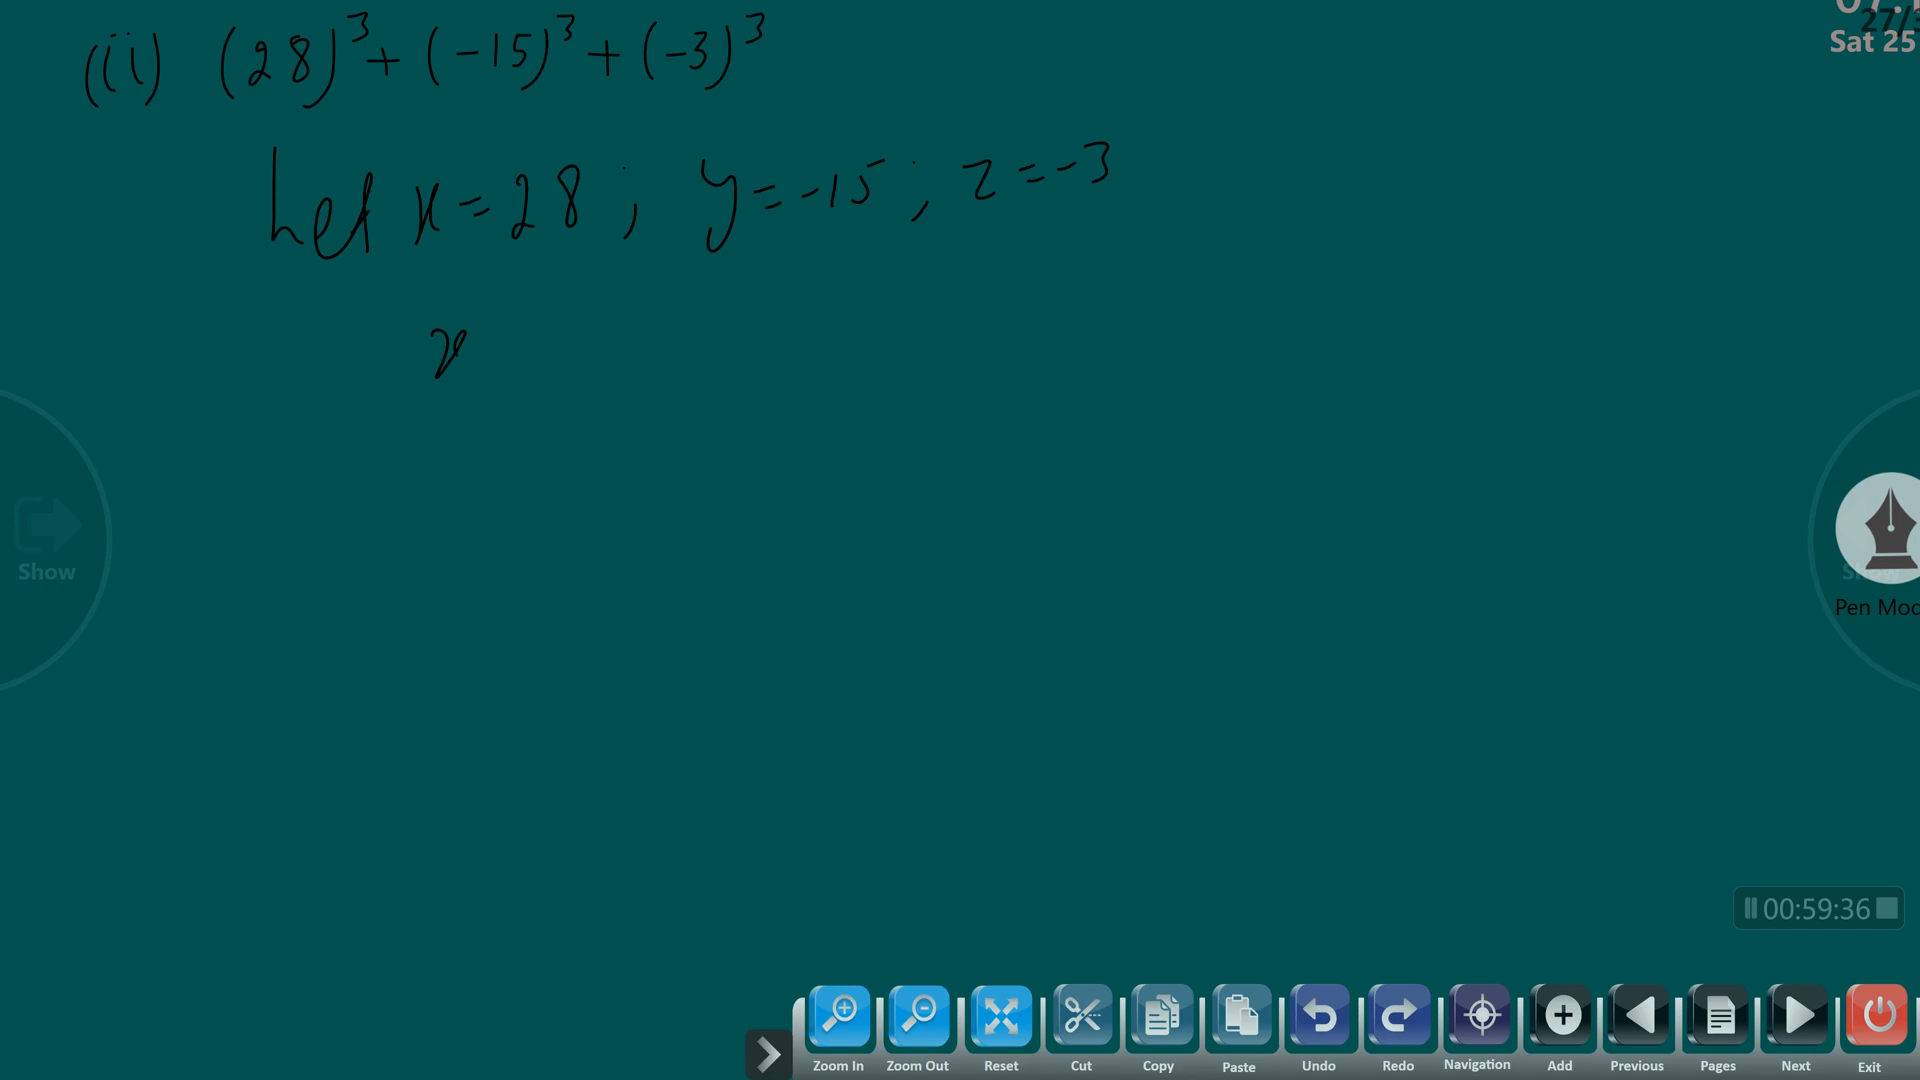 (ii) (28)³ + (-15)³ + (-3)³
Sat 25
Let x = 28 ; y = -15 ; z = -3
x
Show
Pen
00:59:36
Zoom In Zoom Out Reset Cut Copy Paste Undo Redo Navigation Add Previous Pages Next Exit